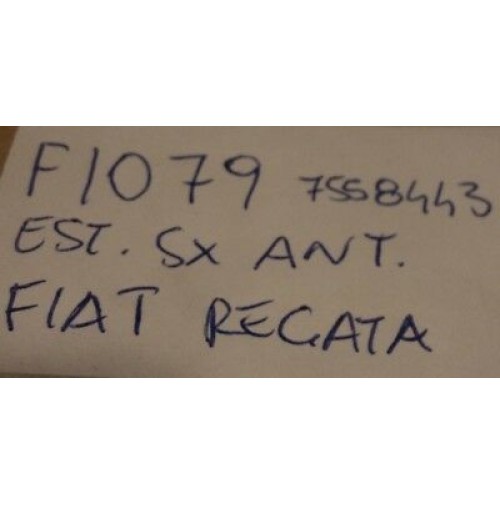 F1079 7558443
EST. SX ANT.
FIAT REGATA